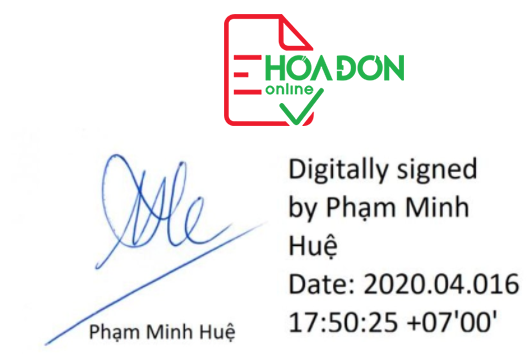 HÓA ĐƠN
online
Digitally signed
by Phạm Minh
Huệ
Date: 2020.04.016
17:50:25 +07'00'
Phạm Minh Huệ